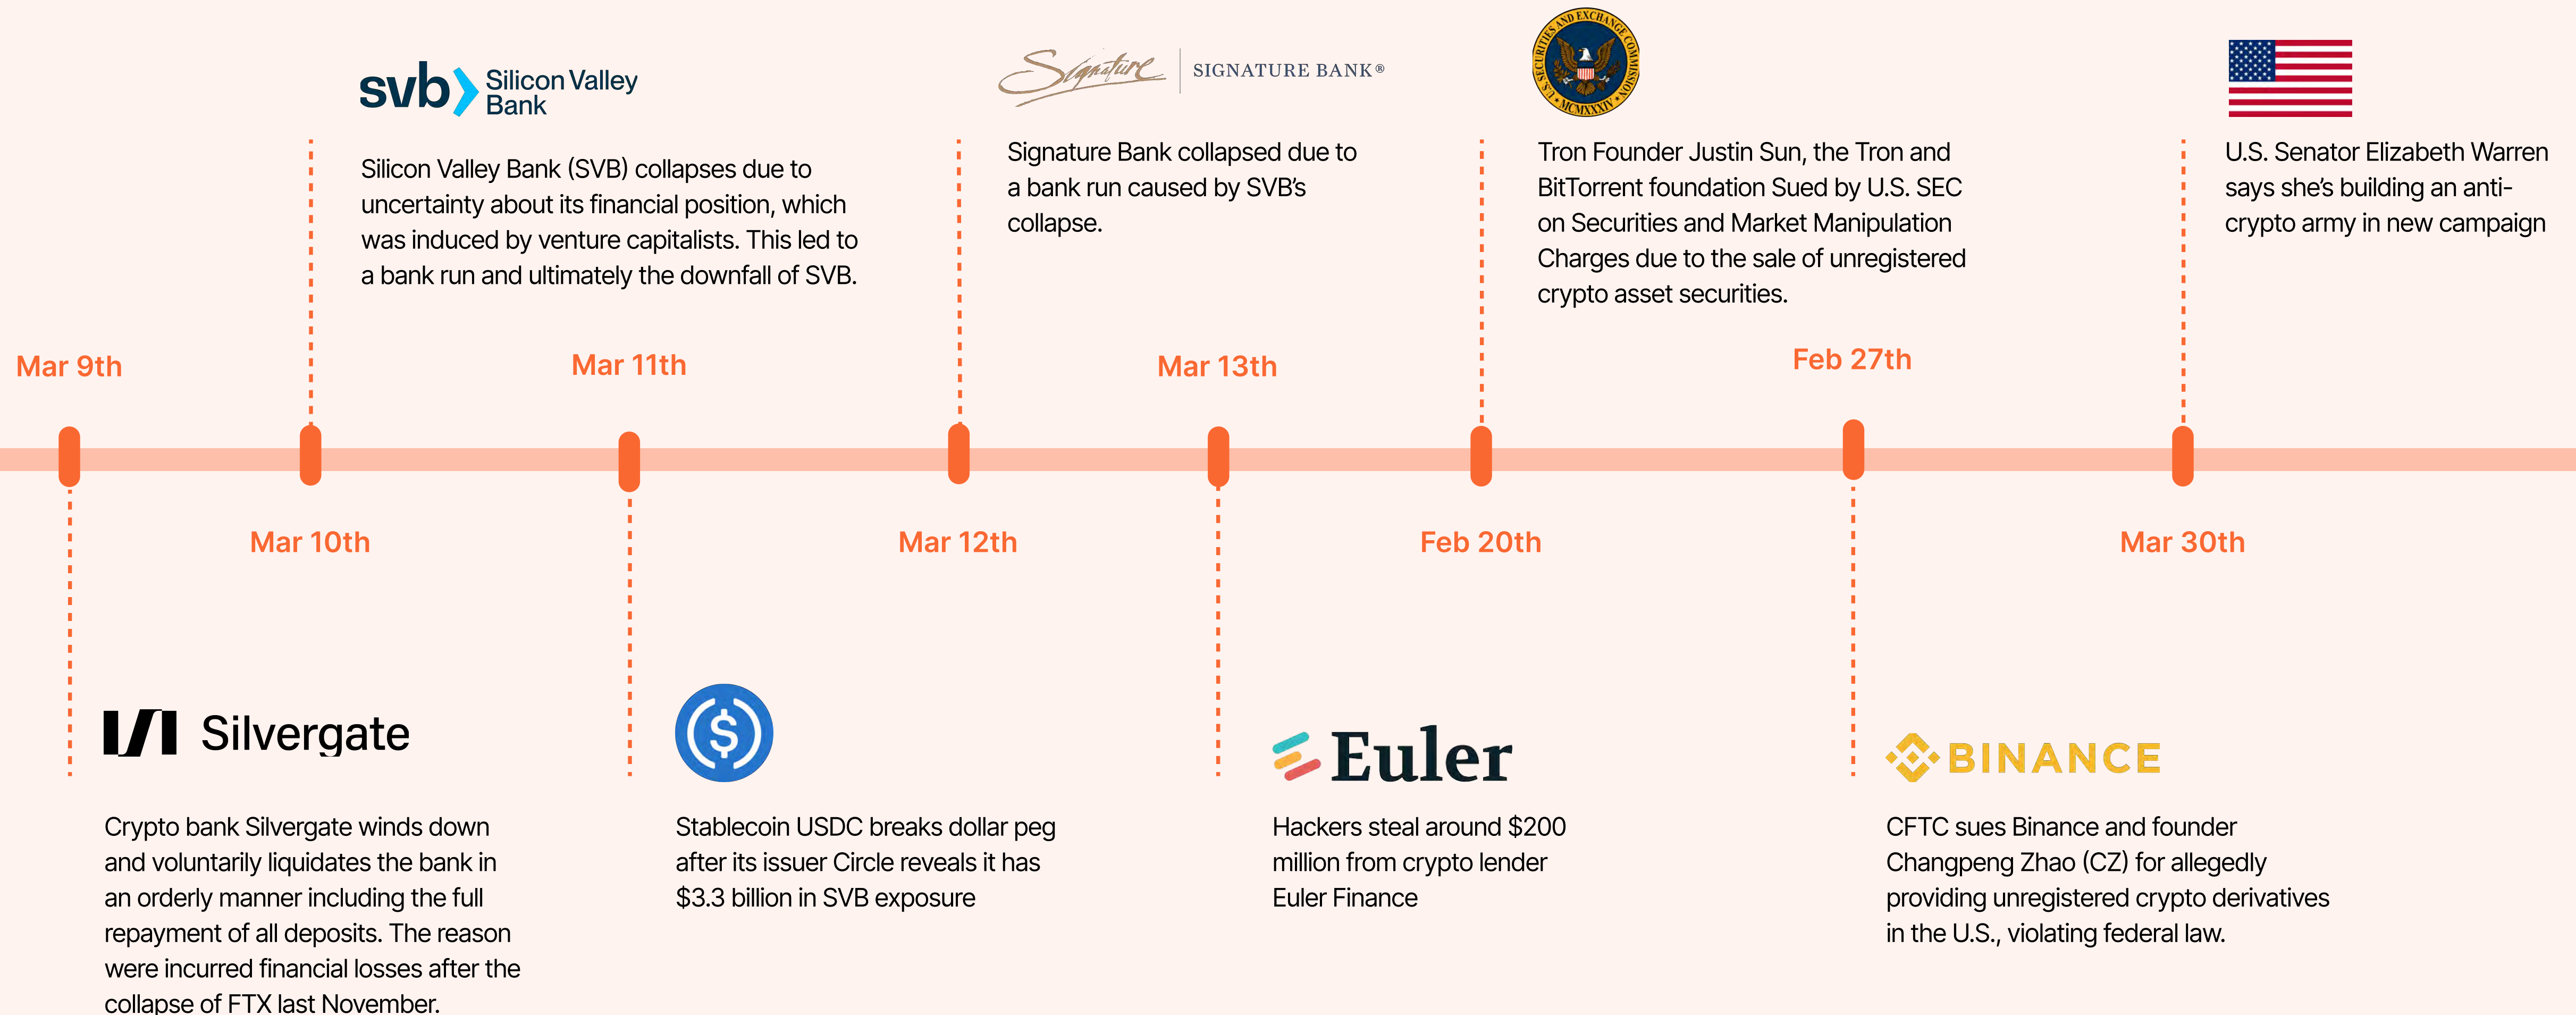 svb
Silicon Valley
Bank
Silicon Valley Bank (SVB) collapses due to
uncertainty about its financial position, which
was induced by venture capitalists. This led to
a bank run and ultimately the downfall of SVB.
Signature
SIGNATURE BANK®
Signature Bank collapsed due to
a bank run caused by SVB’s
collapse.
U.S. SECURITIES AND EXCHANGE COMMISSION
MCMXXXIV
Tron Founder Justin Sun, the Tron and
BitTorrent foundation Sued by U.S. SEC
on Securities and Market Manipulation
Charges due to the sale of unregistered
crypto asset securities.
U.S. Senator Elizabeth Warren
says she’s building an anti-
crypto army in new campaign
Mar 9th
Mar 11th
Mar 13th
Feb 27th
Mar 10th
Mar 12th
Feb 20th
Mar 30th
Silvergate
Crypto bank Silvergate winds down
and voluntarily liquidates the bank in
an orderly manner including the full
repayment of all deposits. The reason
were incurred financial losses after the
collapse of FTX last November.
$
Stablecoin USDC breaks dollar peg
after its issuer Circle reveals it has
$3.3 billion in SVB exposure
Euler
Hackers steal around $200
million from crypto lender
Euler Finance
BINANCE
CFTC sues Binance and founder
Changpeng Zhao (CZ) for allegedly
providing unregistered crypto derivatives
in the U.S., violating federal law.